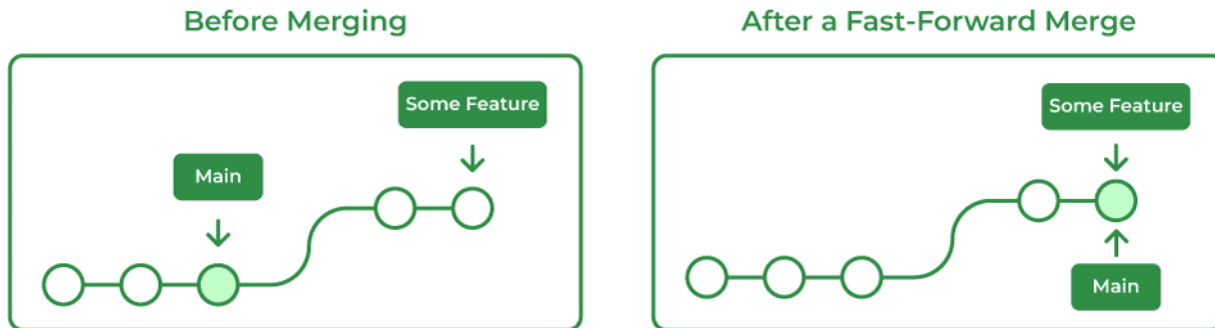 Before Merging
Some Feature
Main
After a Fast-Forward Merge
Some Feature
Main